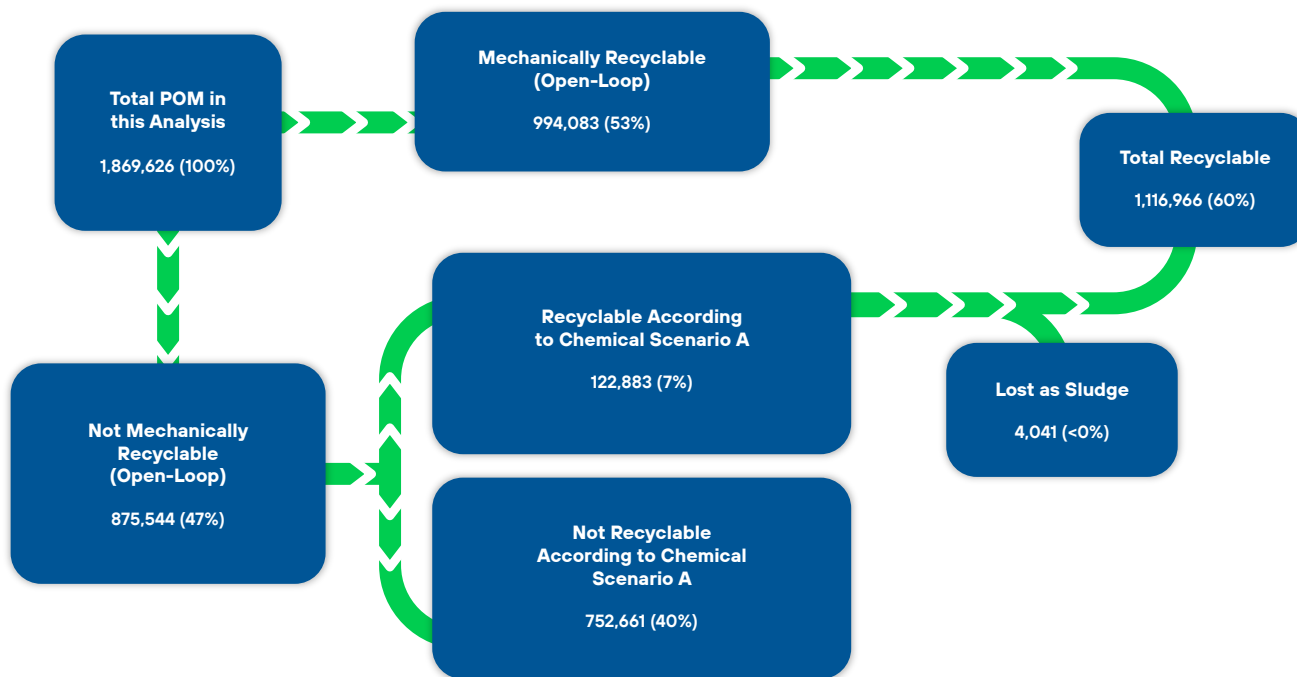 Total POM in
this Analysis
1,869,626 (100%)
Mechanically Recyclable
(Open-Loop)
994,083 (53%)
Total Recyclable
1,116,966 (60%)
Recyclable According
to Chemical Scenario A
122,883 (7%)
Lost as Sludge
4,041 (<0%)
Not Mechanically
Recyclable
(Open-Loop)
875,544 (47%)
Not Recyclable
According to Chemical
Scenario A
752,661 (40%)